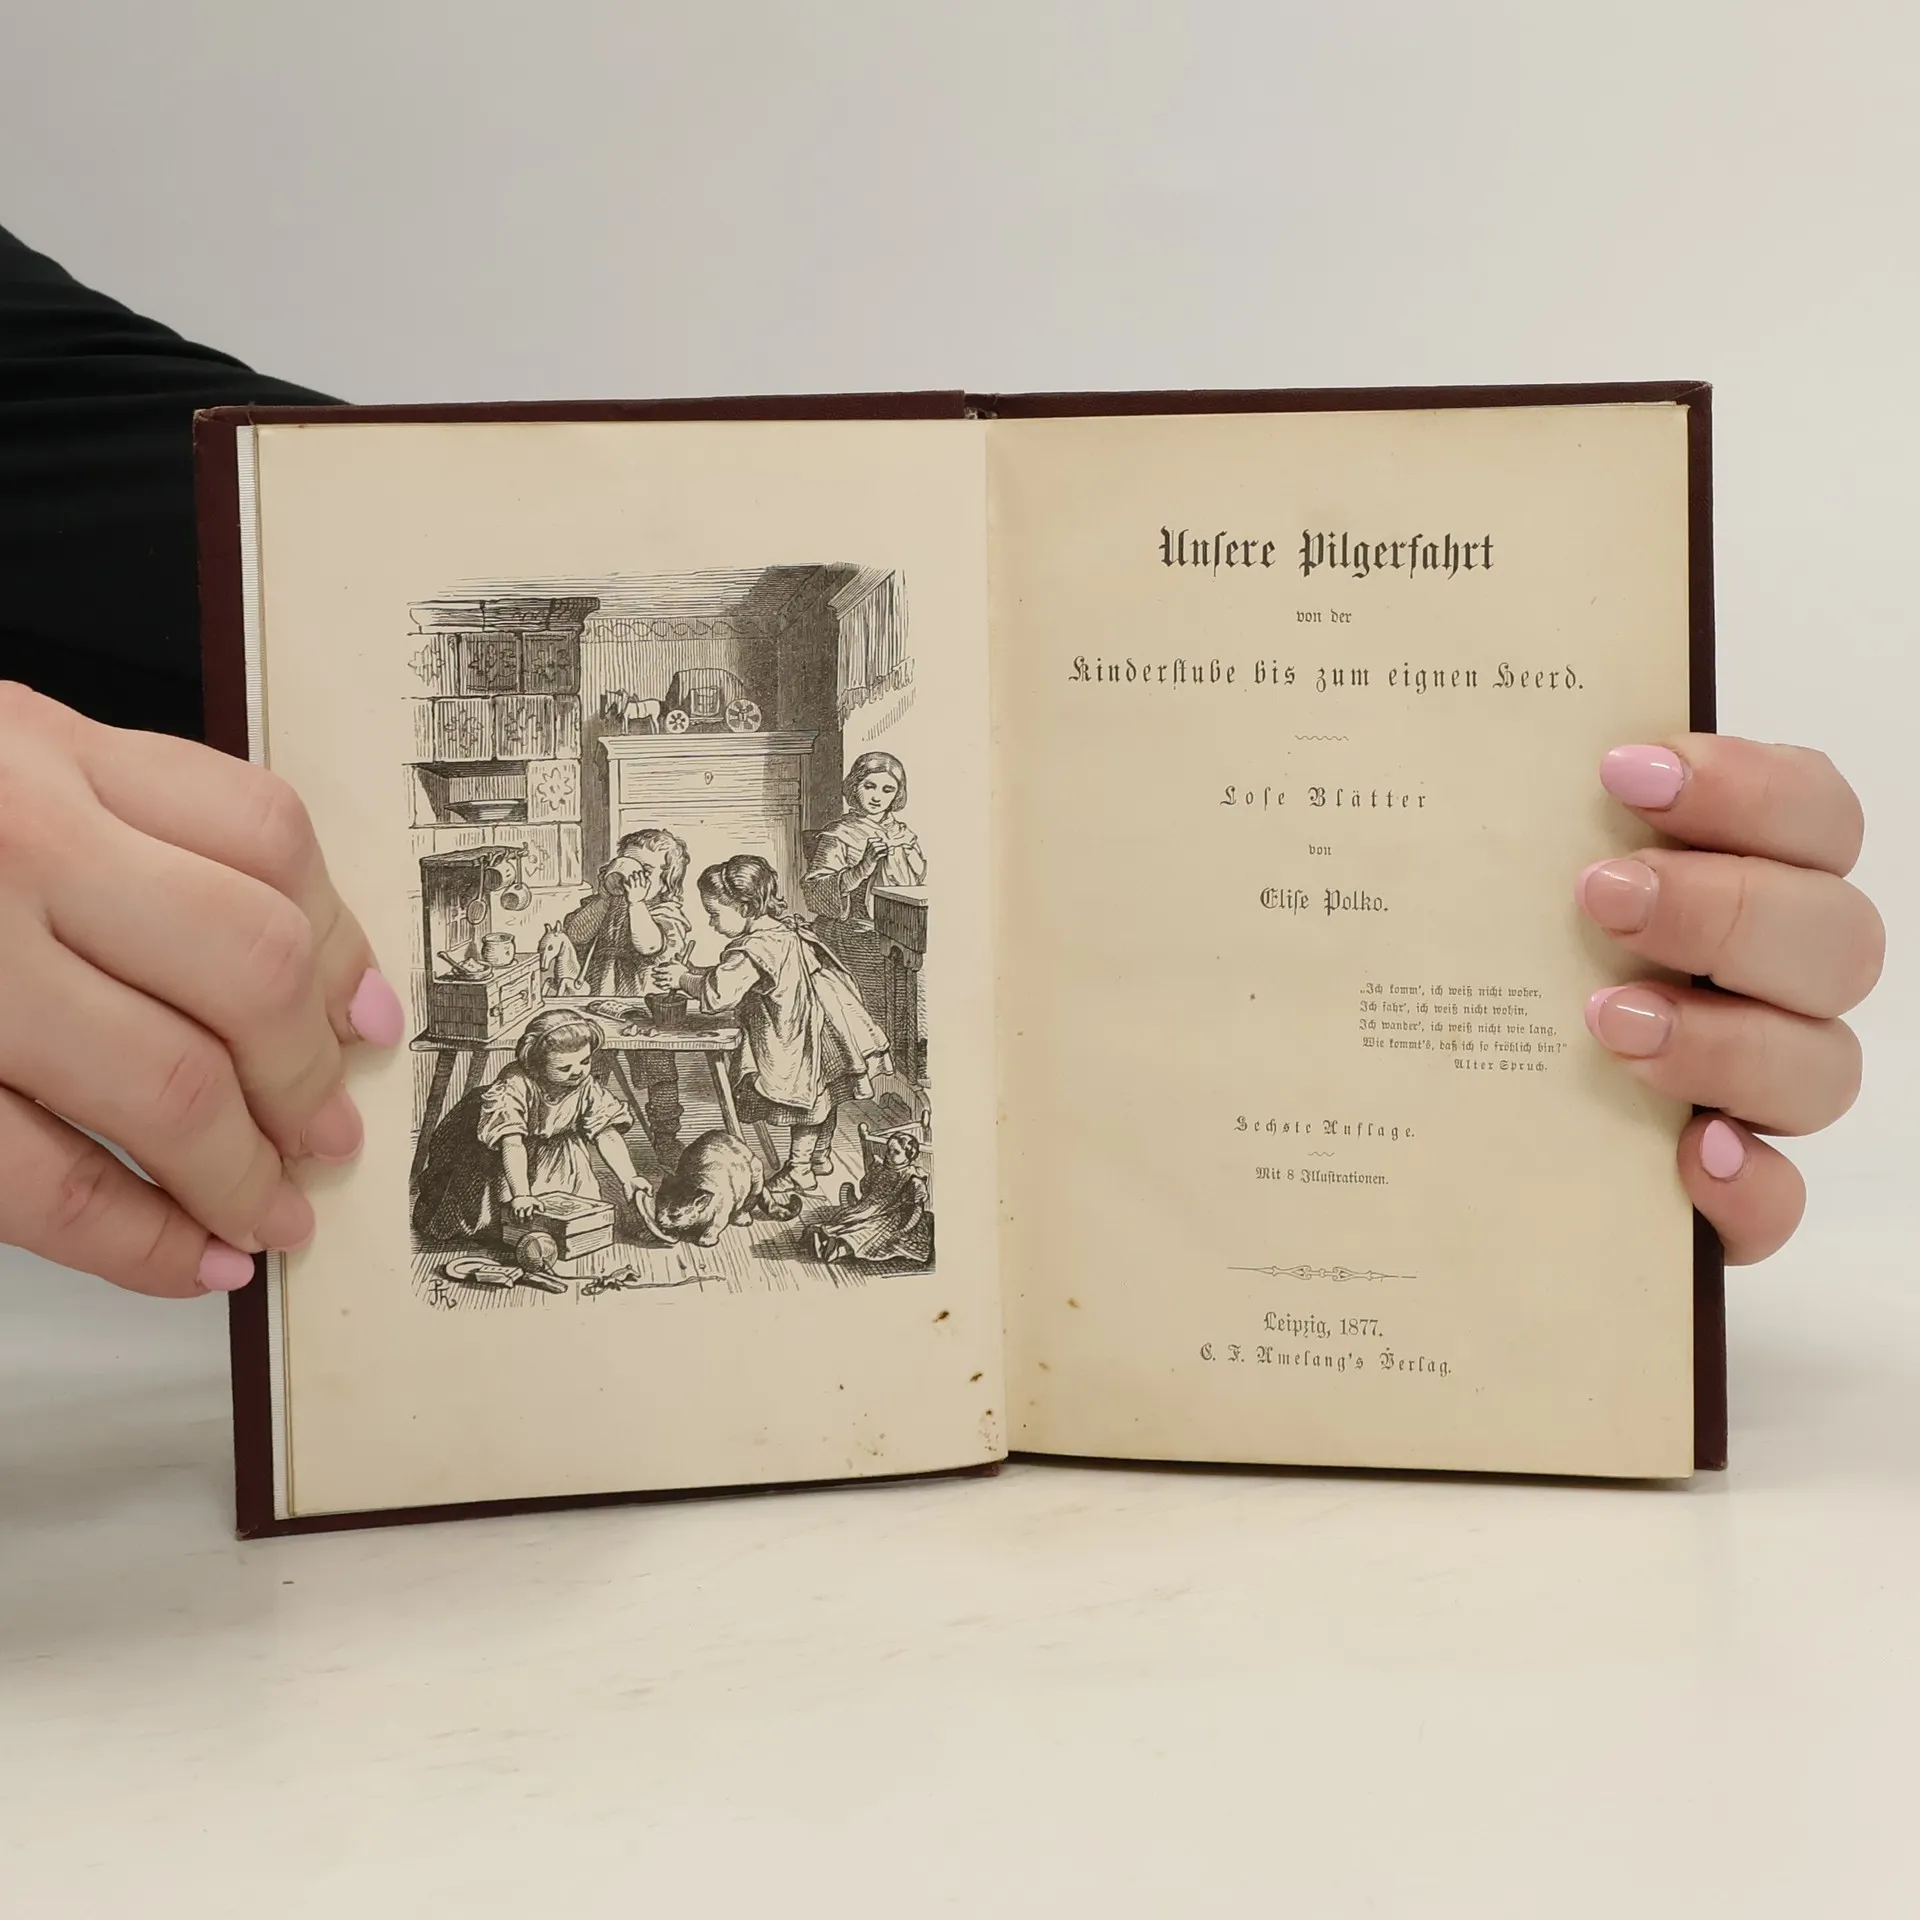 Unsere Pilgerfahrt
von der
Kinderstube bis zum eignen Heerd.
Lose Blätter
von
Elise Polko.
„Ich komm', ich weiß nicht woher,
Ich fahr', ich weiß nicht wohin,
Ich wander', ich weiß nicht wie lang,
Wie kommt's, daß ich so fröhlich bin?"
Alter Spruch.
Sechste Auflage.
Mit 8 Illustrationen.
Leipzig, 1877.
C. F. Amelang's Verlag.